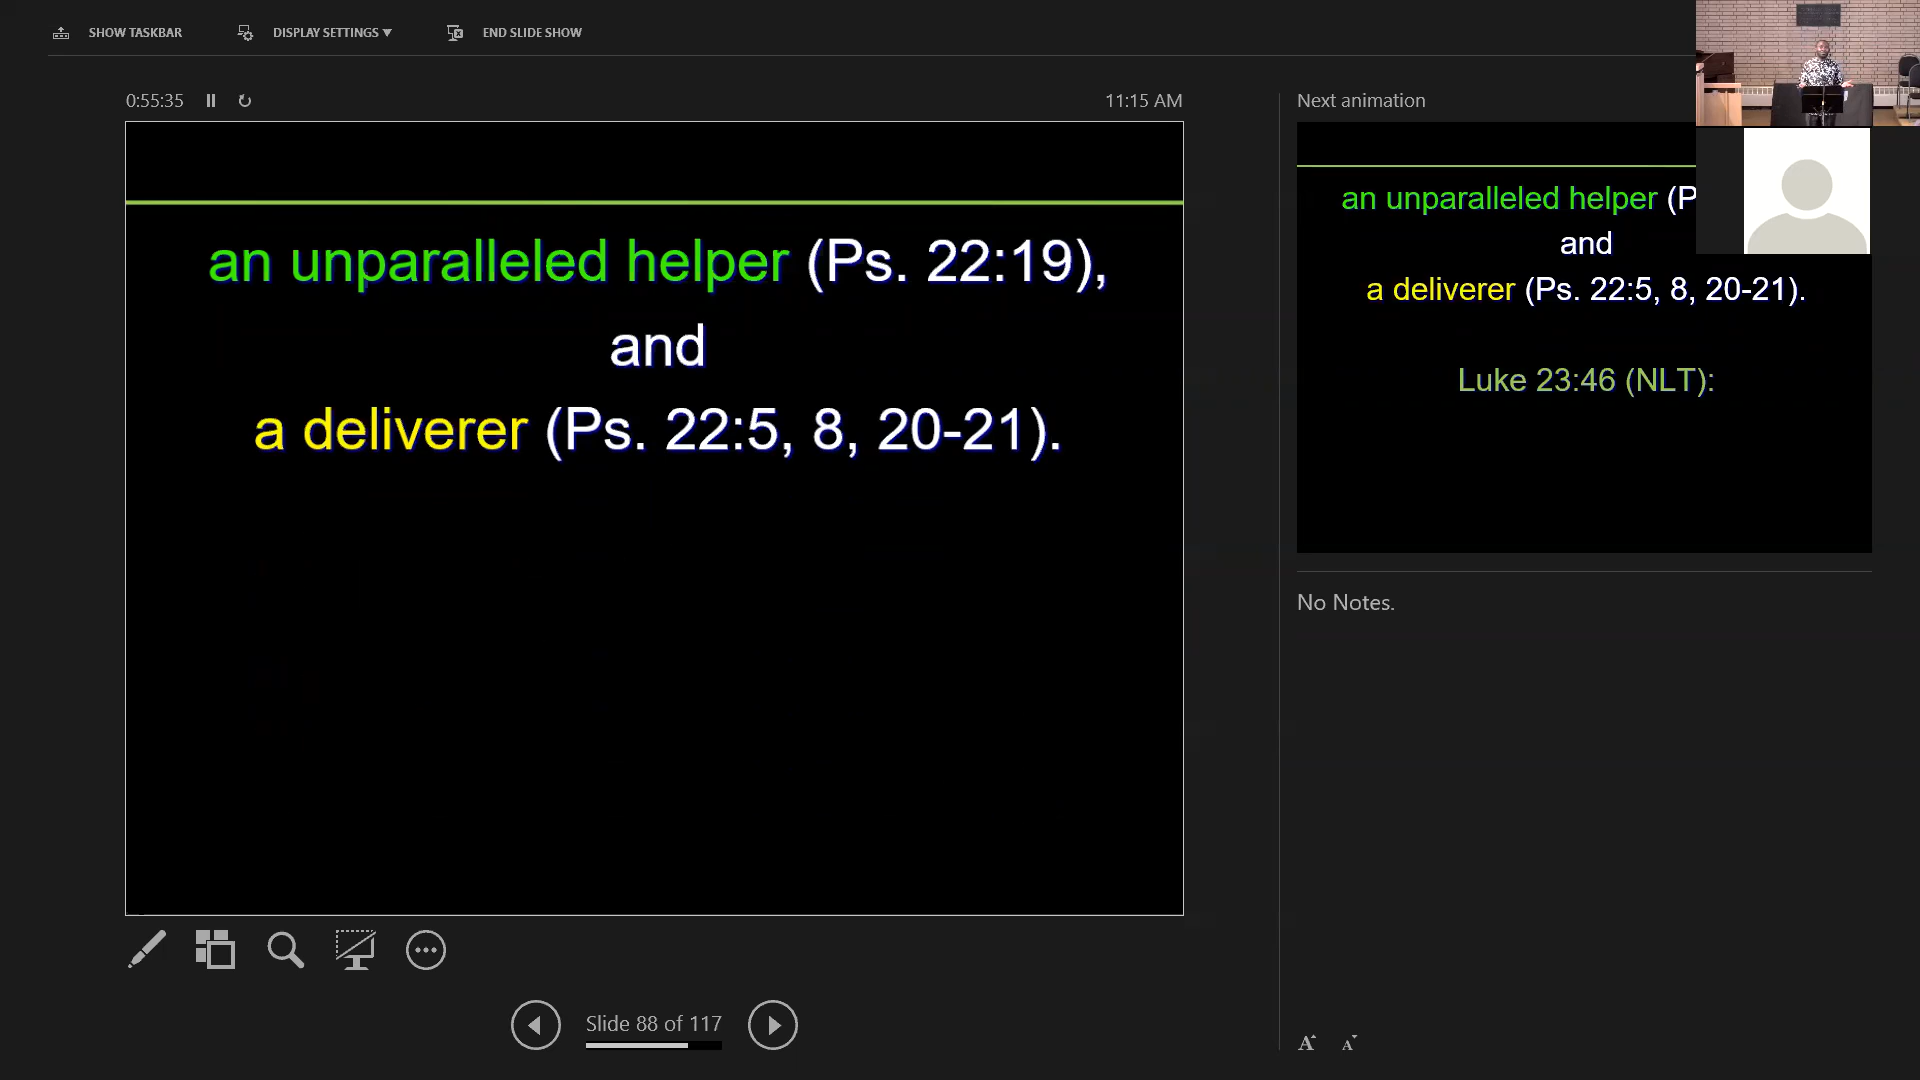 SHOW TASKBAR
DISPLAY SETTINGS ▼
END SLIDE SHOW
0:55:35
11:15 AM
an unparalleled helper (Ps. 22:19),
and
a deliverer (Ps. 22:5, 8, 20-21).
Slide 88 of 117
Next animation
an unparalleled helper (P
and
a deliverer (Ps. 22:5, 8, 20-21).
Luke 23:46 (NLT):
No Notes.
A A